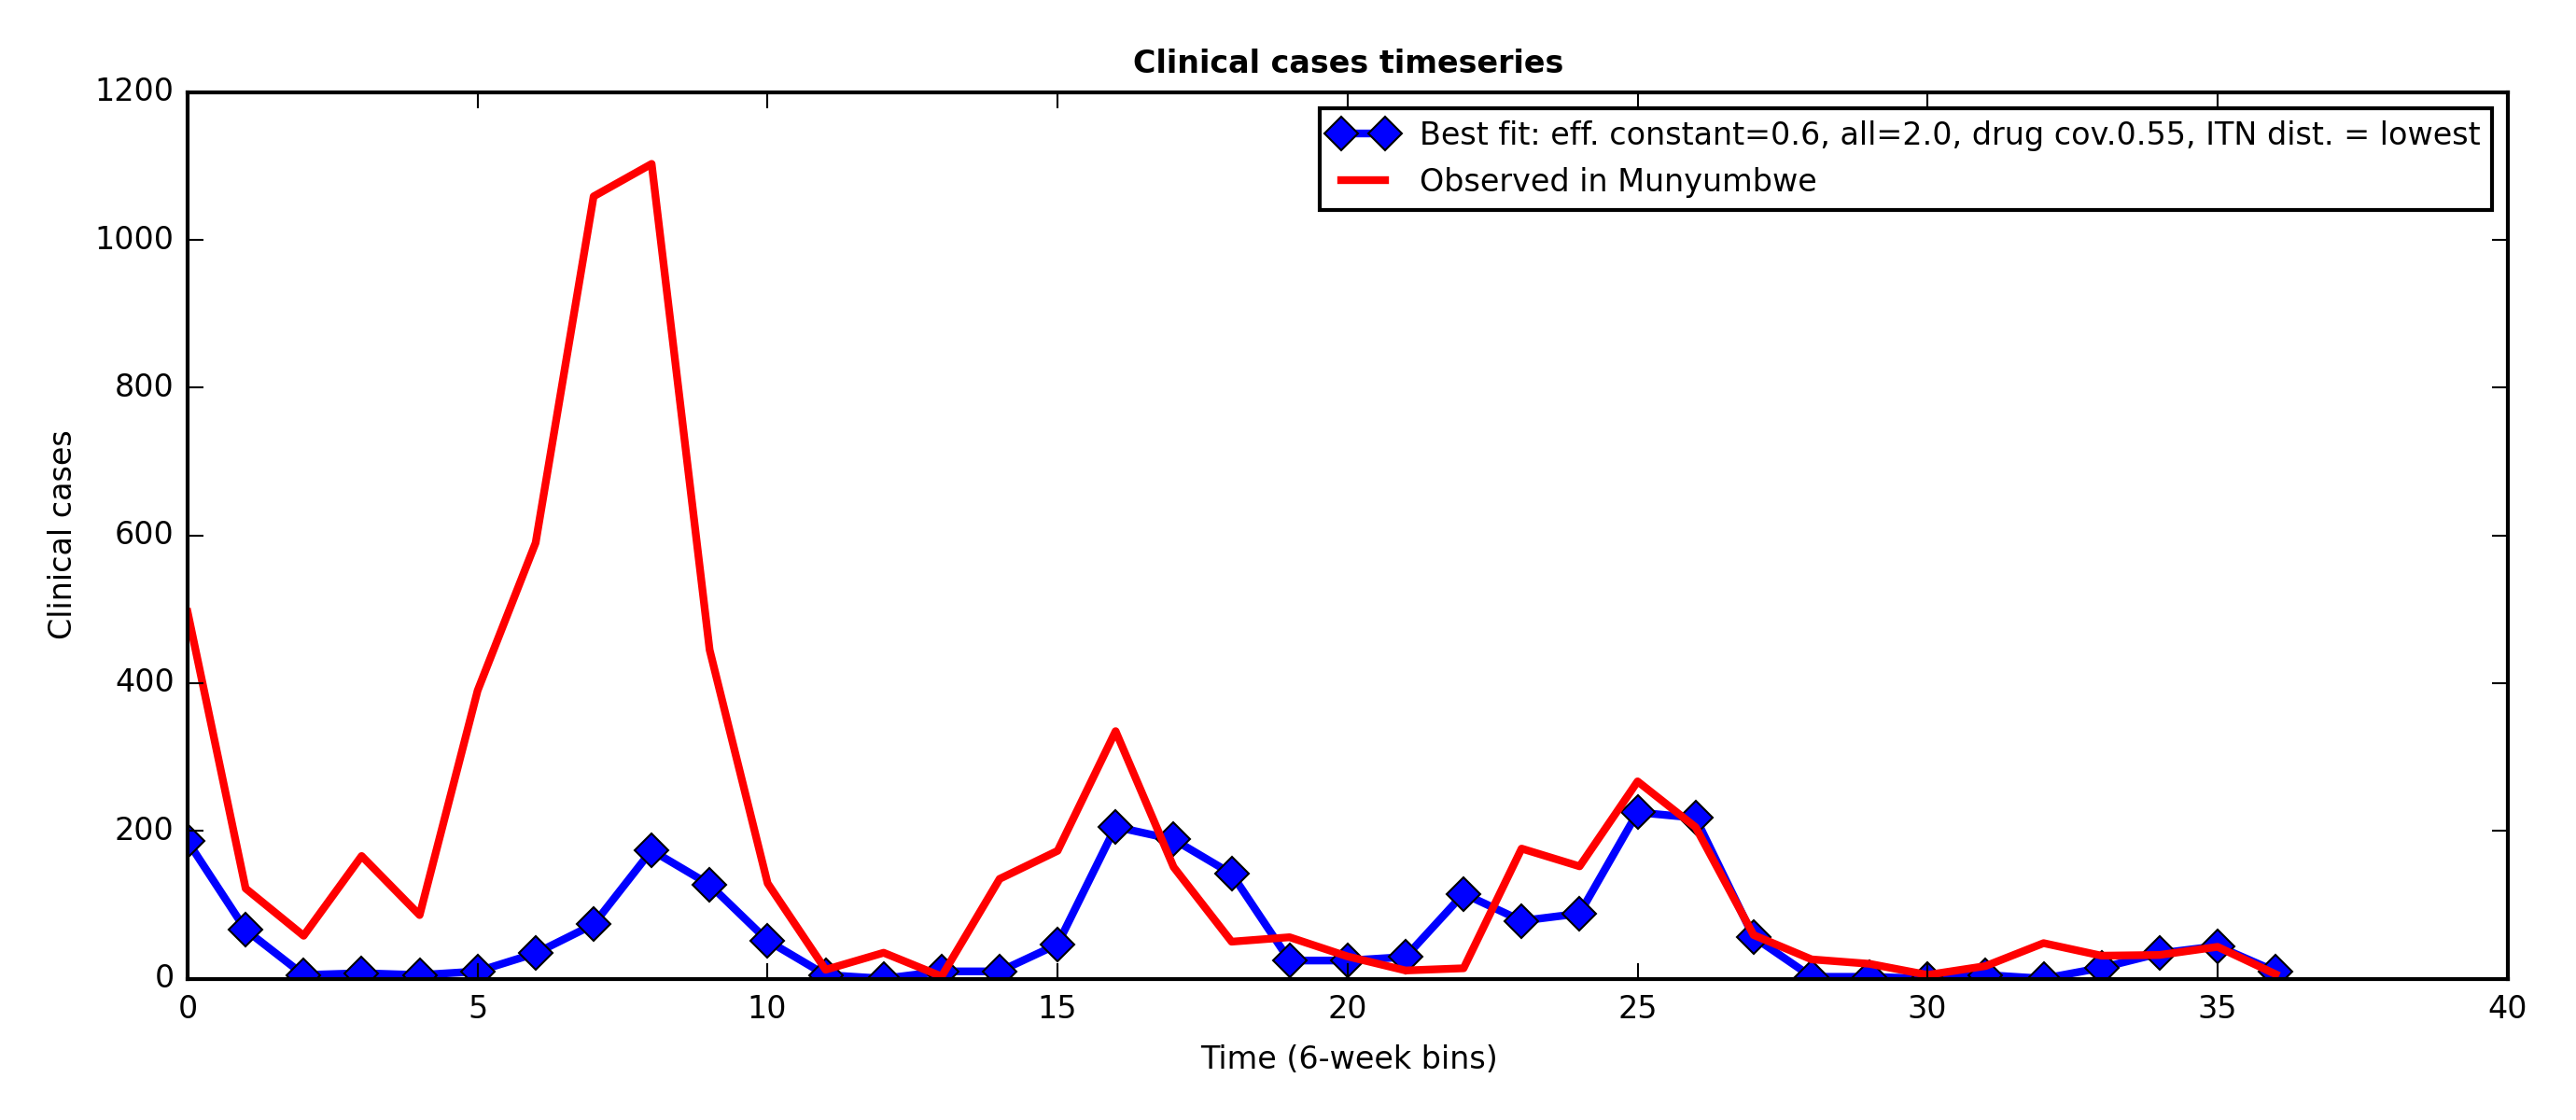 Clinical cases timeseries
Best fit: eff. constant=0.6, all=2.0, drug cov.0.55, ITN dist. = lowest
Observed in Munyumbwe
1200
1000
800
600
400
200
0
Clinical cases
0 5 10 15 20 25 30 35 40
Time (6-week bins)